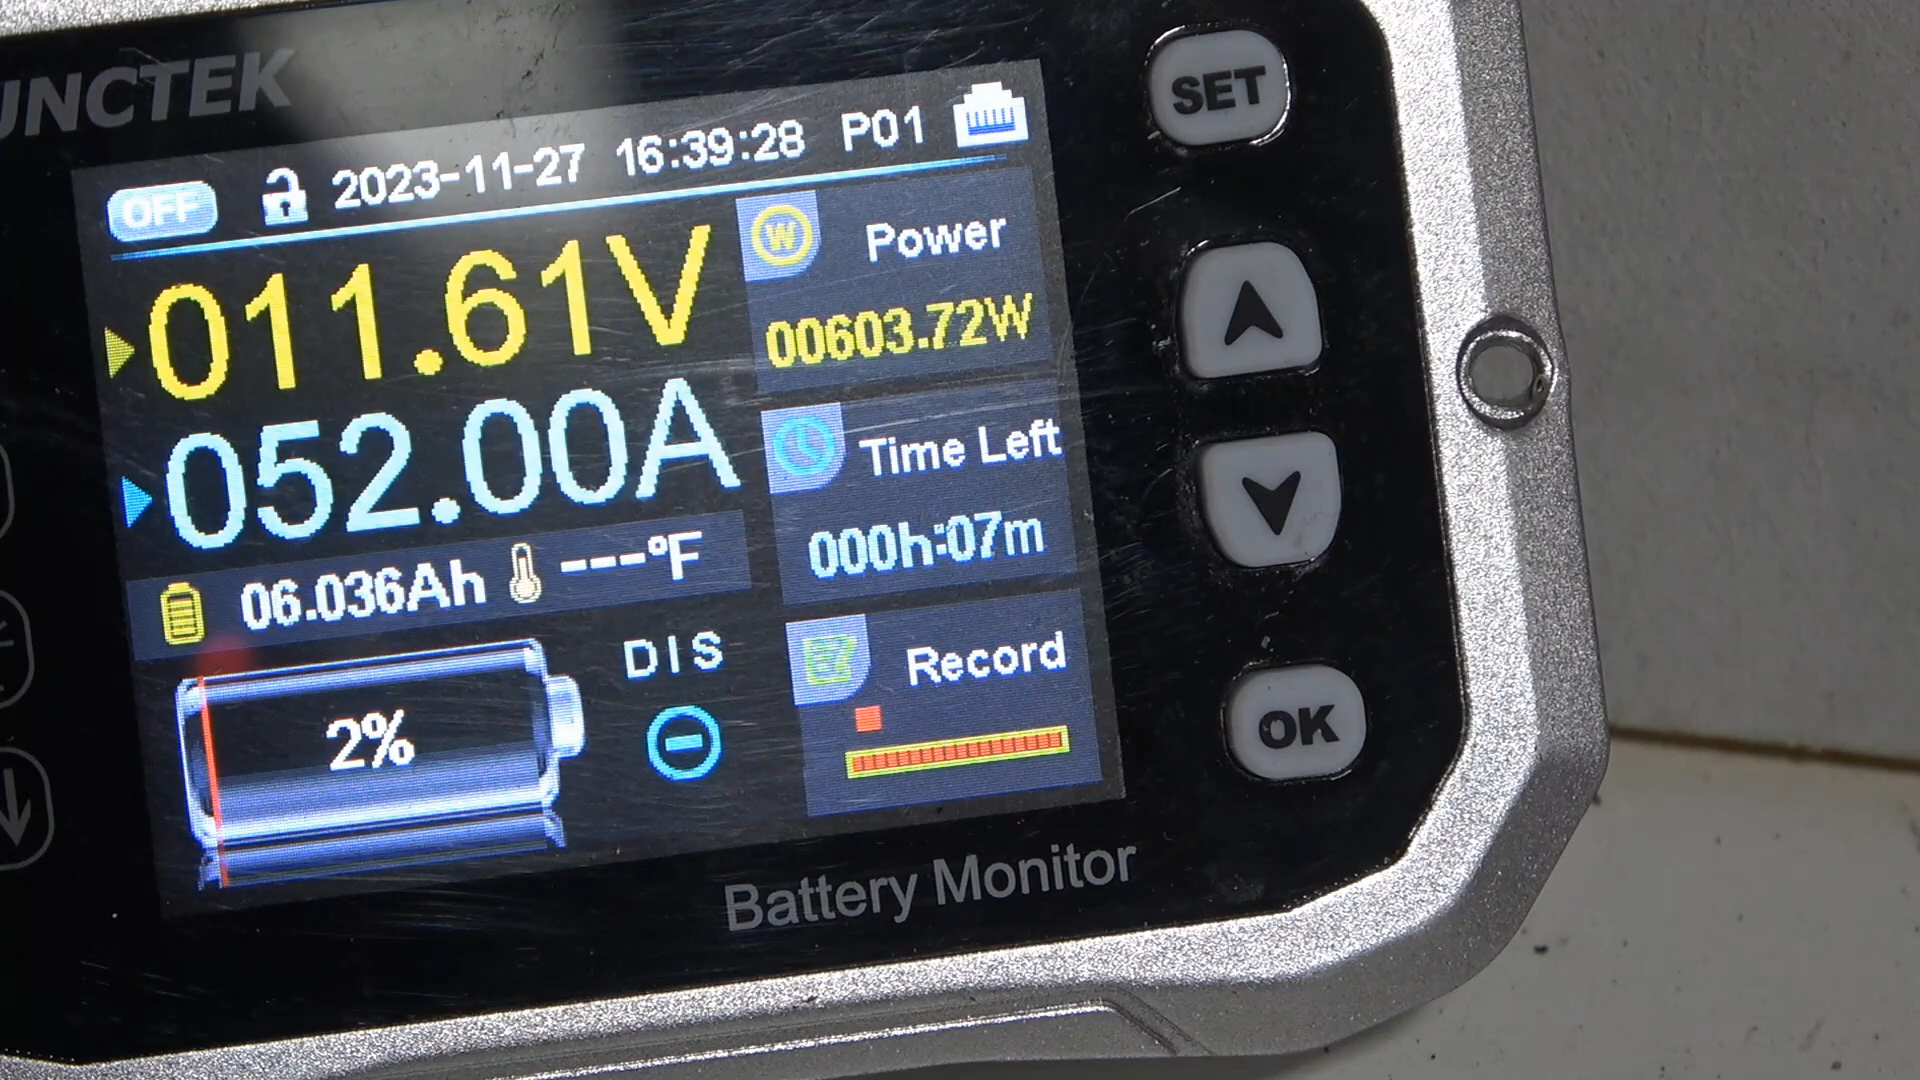 UNCTEK
OFF 2023-11-27 16:39:28 P01
011.61V
052.00A
06.036Ah ---°F
2%
DIS
W Power
00603.72W
Time Left
000h:07m
Record
Battery Monitor
SET
OK